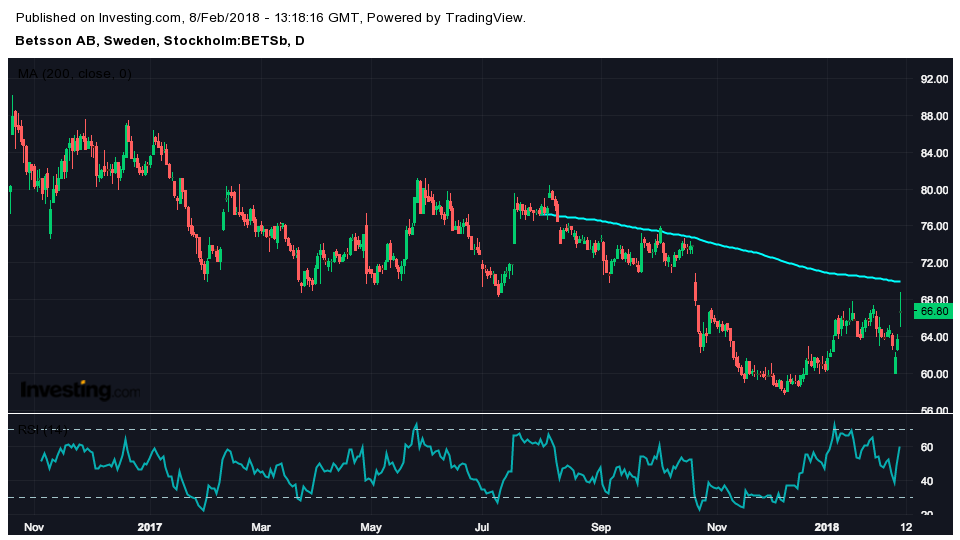 Published on Investing.com, 8/Feb/2018 - 13:18:16 GMT, Powered by TradingView.
Betsson AB, Sweden, Stockholm:BETSb, D
MA (200, close, 0)
92.00
88.00
84.00
80.00
76.00
72.00
68.00
66.80
64.00
60.00
56.00
Investing.com
RSI (14)
60
40
20
Nov 2017 Mar May Jul Sep Nov 2018 12